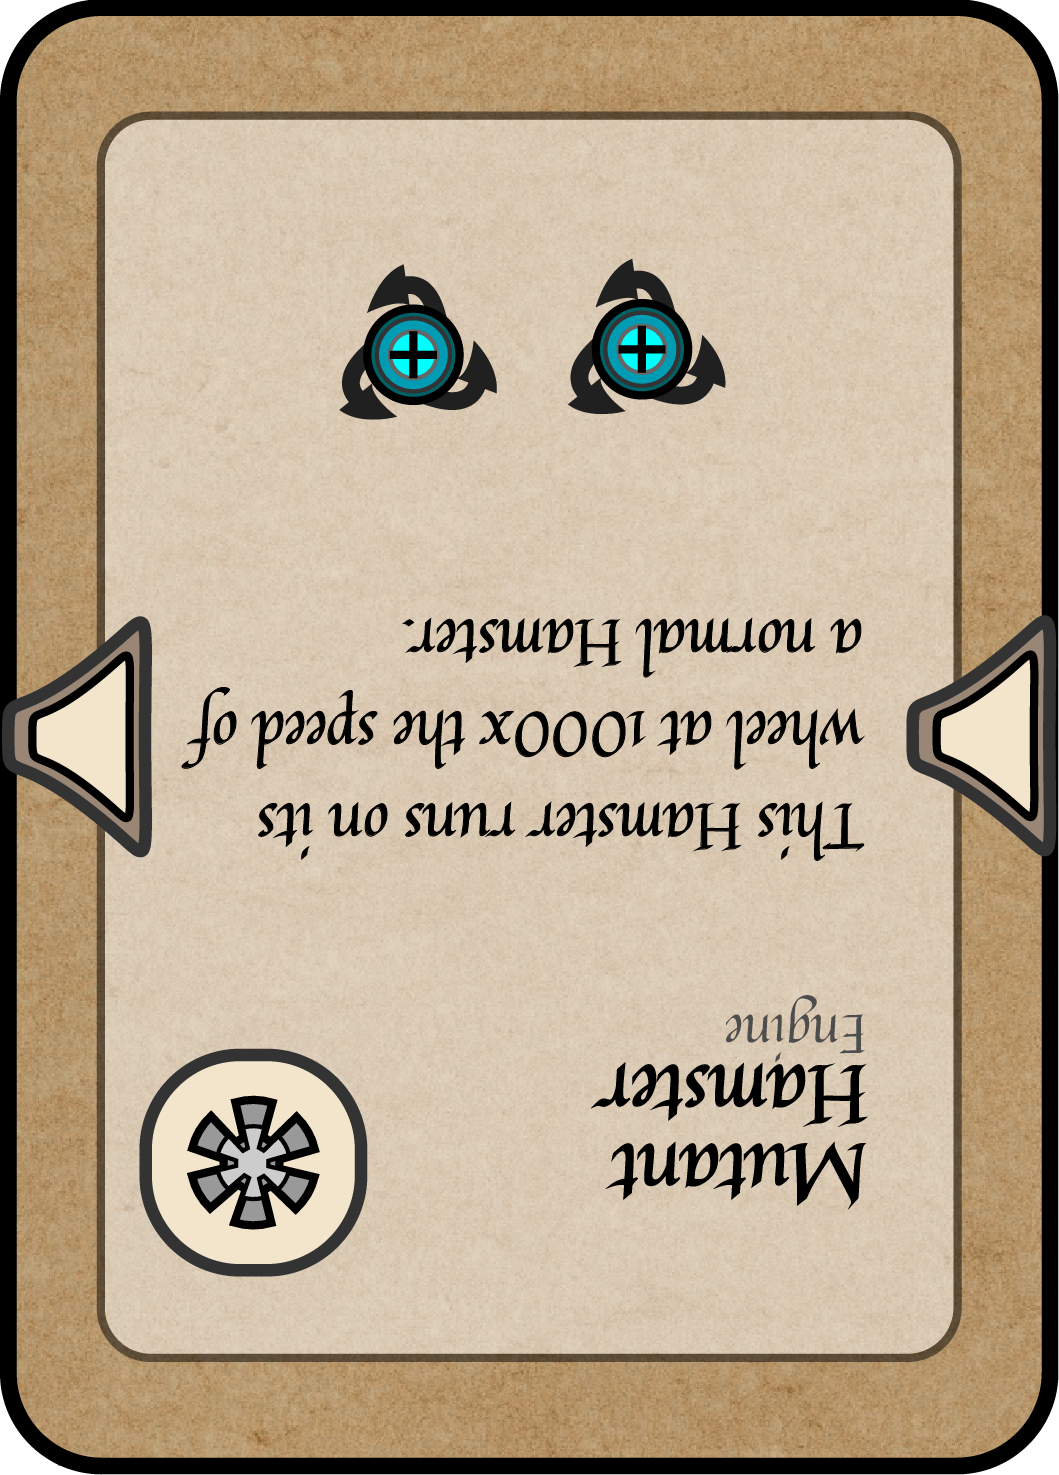 Mutant
Hamster
Engine
This Hamster runs on its
wheel at 1000x the speed of
a normal Hamster.